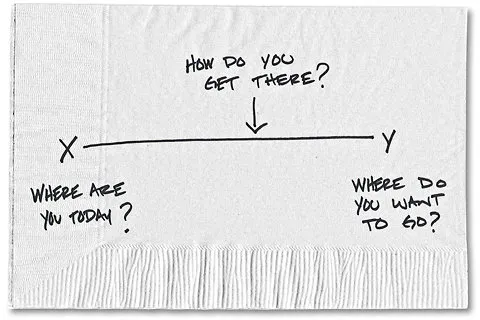 HOW DO YOU
GET THERE?
X
Y
WHERE ARE
YOU TODAY?
WHERE DO
YOU WANT
TO GO?